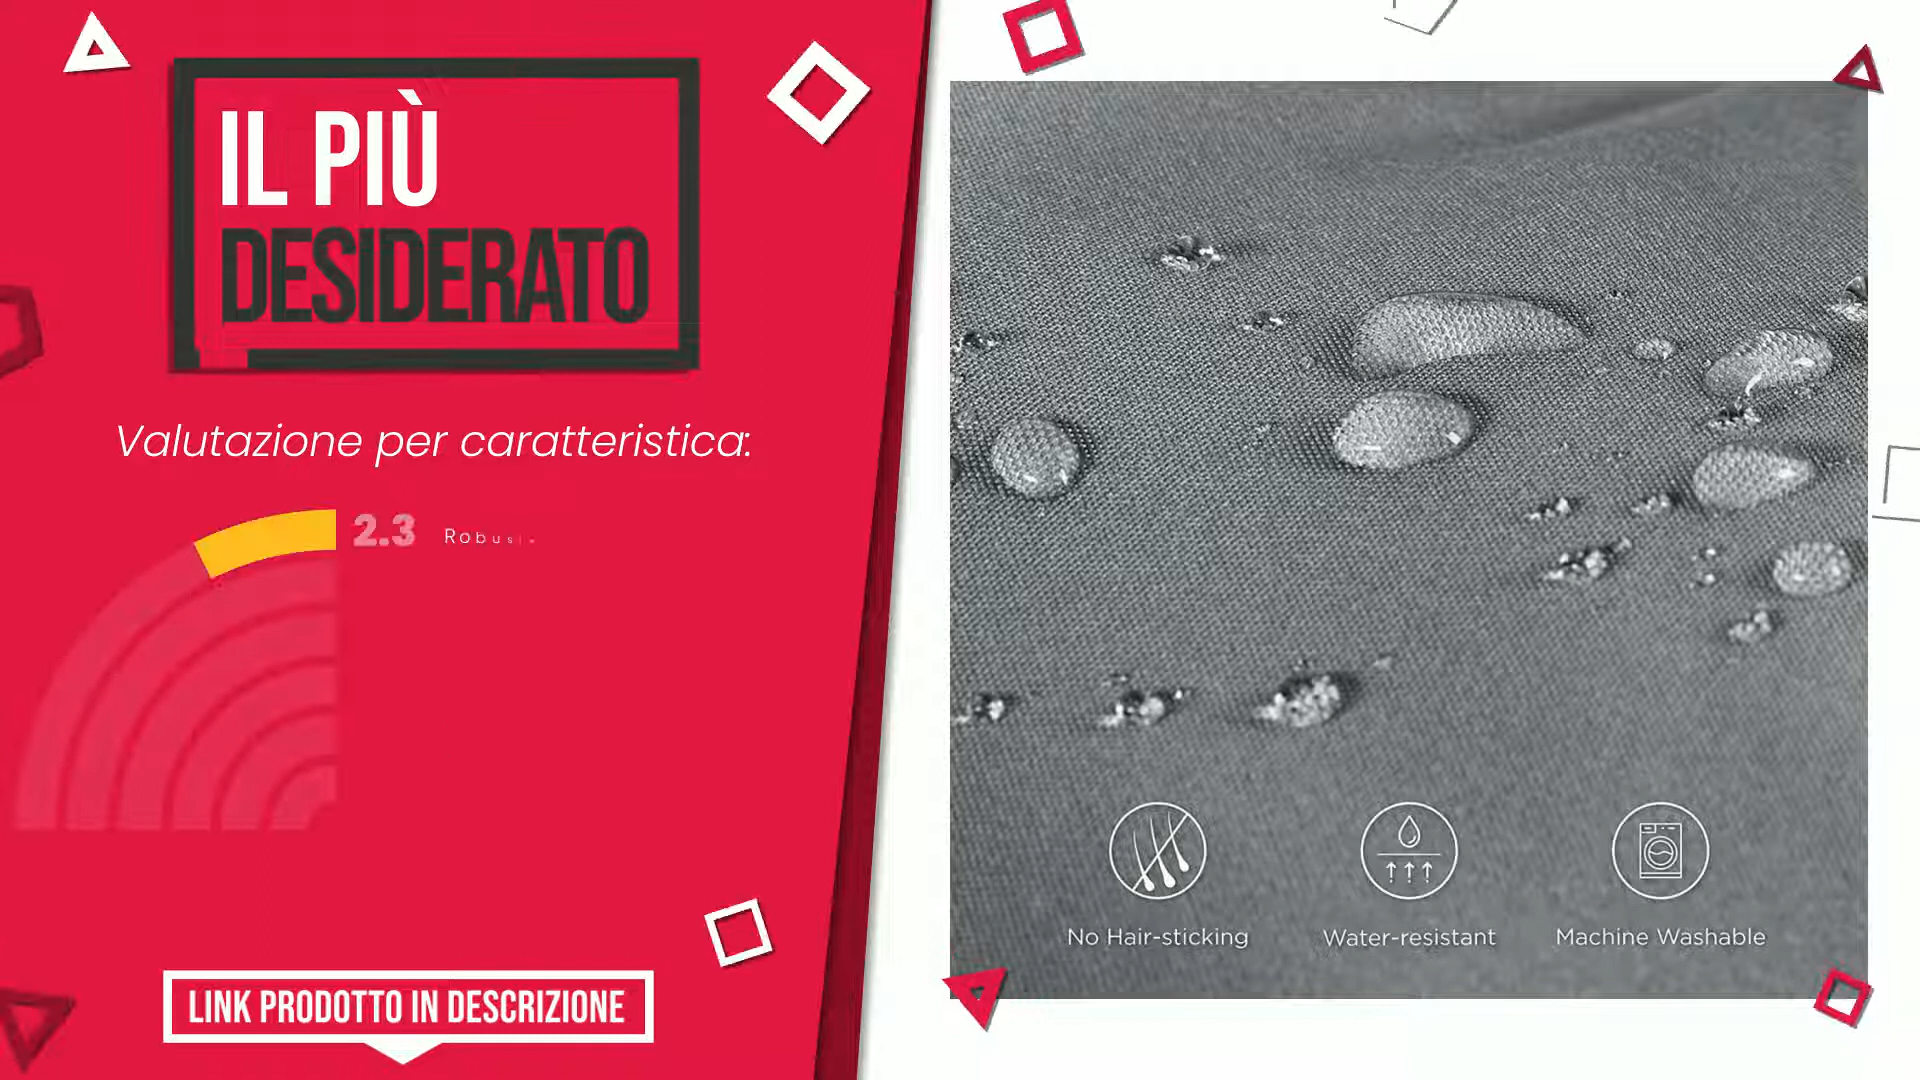 IL PIÙ
DESIDERATO
Valutazione per caratteristica:
2.3
LINK PRODOTTO IN DESCRIZIONE
No Hair-sticking
Water-resistant
Machine Washable